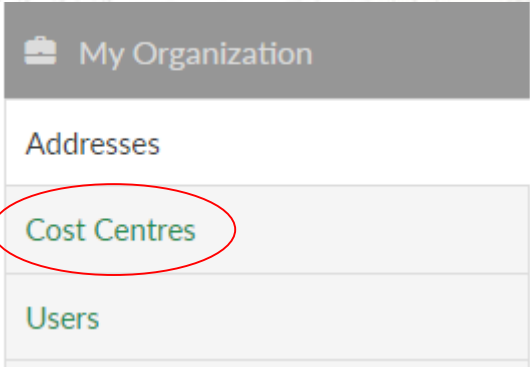 My Organization
Addresses
Cost Centres
Users